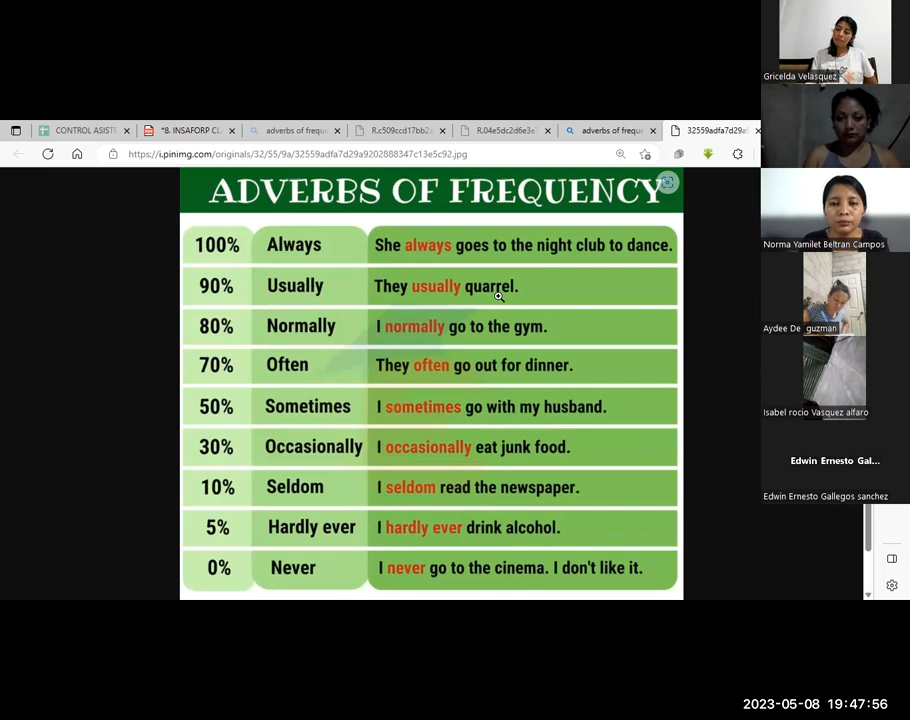 Gricelda Velasquez
CONTROL ASIST
*8. INSAFORP CL
adverbs of freque
R.c509ccd17bb2
R.04e5dc2d6e3e
adverbs of freque
32559adfa7d29a
https://i.pinimg.com/originals/32/55/9a/32559adfa7d29a9202888347c13e5c92.jpg
ADVERBS OF FREQUENCY
100% Always She always goes to the night club to dance.
90% Usually They usually quarrel.
80% Normally I normally go to the gym.
70% Often They often go out for dinner.
50% Sometimes I sometimes go with my husband.
30% Occasionally I occasionally eat junk food.
10% Seldom I seldom read the newspaper.
5% Hardly ever I hardly ever drink alcohol.
0% Never I never go to the cinema. I don't like it.
Norma Yamilet Beltran Campos
Aydee De guzman
Isabel rocio Vasquez alfaro
Edwin Ernesto Gal...
Edwin Ernesto Gallegos sanchez
2023-05-08 19:47:56